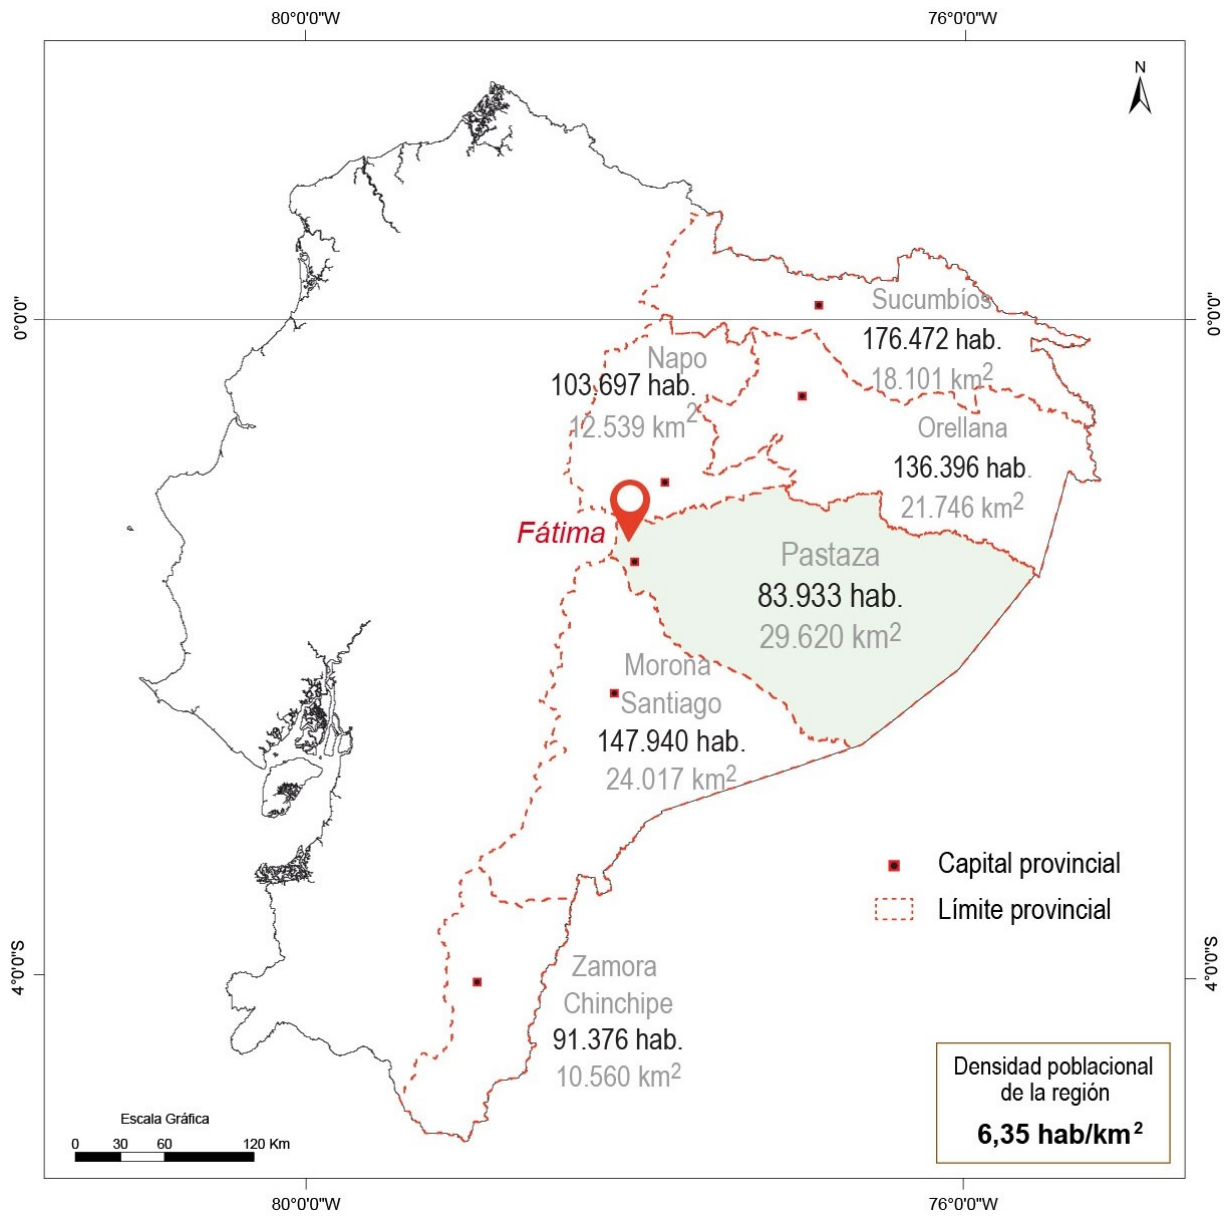 80°0'0"W
76°0'0"W
N
0°0'0"
0°0'0"
Sucumbíos
176.472 hab.
18.101 km²
Napo
103.697 hab.
12.539 km²
Orellana
136.396 hab.
21.746 km²
Fátima
Pastaza
83.933 hab.
29.620 km²
Morona
Santiago
147.940 hab.
24.017 km²
Capital provincial
Límite provincial
4°0'0"S
4°0'0"S
Zamora
Chinchipe
91.376 hab.
10.560 km²
Densidad poblacional
de la región
6,35 hab/km²
Escala Gráfica
0 30 60 120 Km
80°0'0"W
76°0'0"W